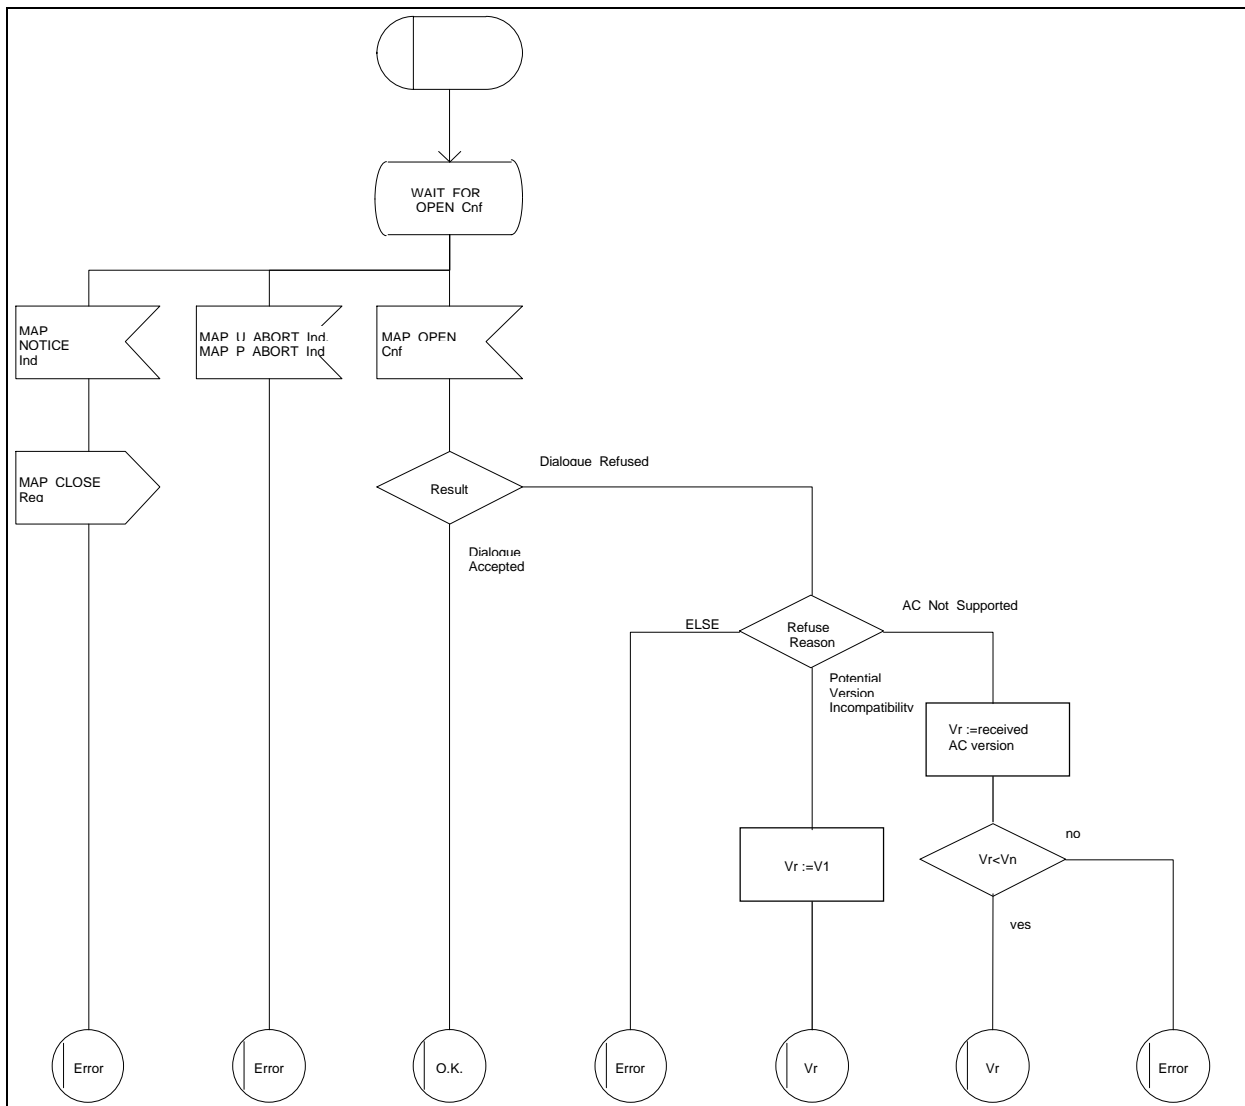 WAIT FOR
OPEN Cnf
MAP
NOTICE
Ind
MAP U ABORT Ind,
MAP P ABORT Ind
MAP OPEN
Cnf
MAP CLOSE
Req
Result
Dialogue Refused
Dialogue
Accepted
ELSE
Refuse
Reason
AC Not Supported
Potential
Version
Incompatibility
Vr :=received
AC version
Vr :=V1
Vr<Vn
no
yes
Error
Error
O.K.
Error
Vr
Vr
Error